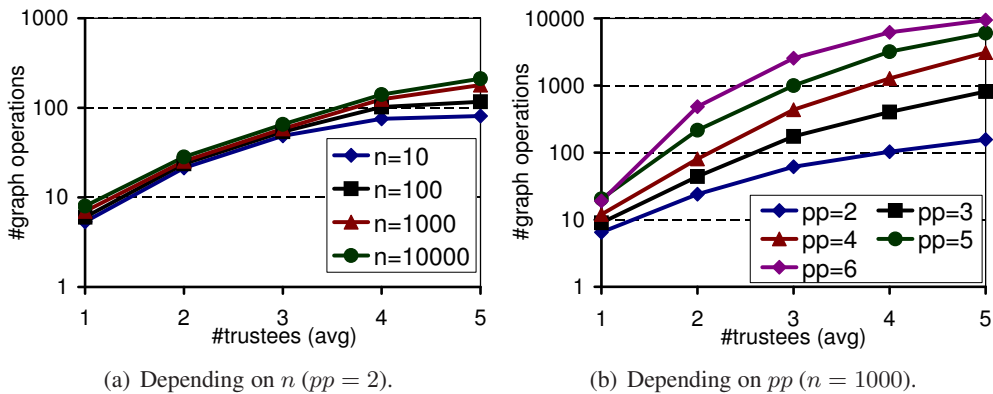 1000
100
10
1
#graph operations
n=10
n=100
n=1000
n=10000
1 2 3 4 5
#trustees (avg)
(a) Depending on n (pp = 2).
10000
1000
100
10
1
#graph operations
pp=2 pp=3
pp=4 pp=5
pp=6
1 2 3 4 5
#trustees (avg)
(b) Depending on pp (n = 1000).